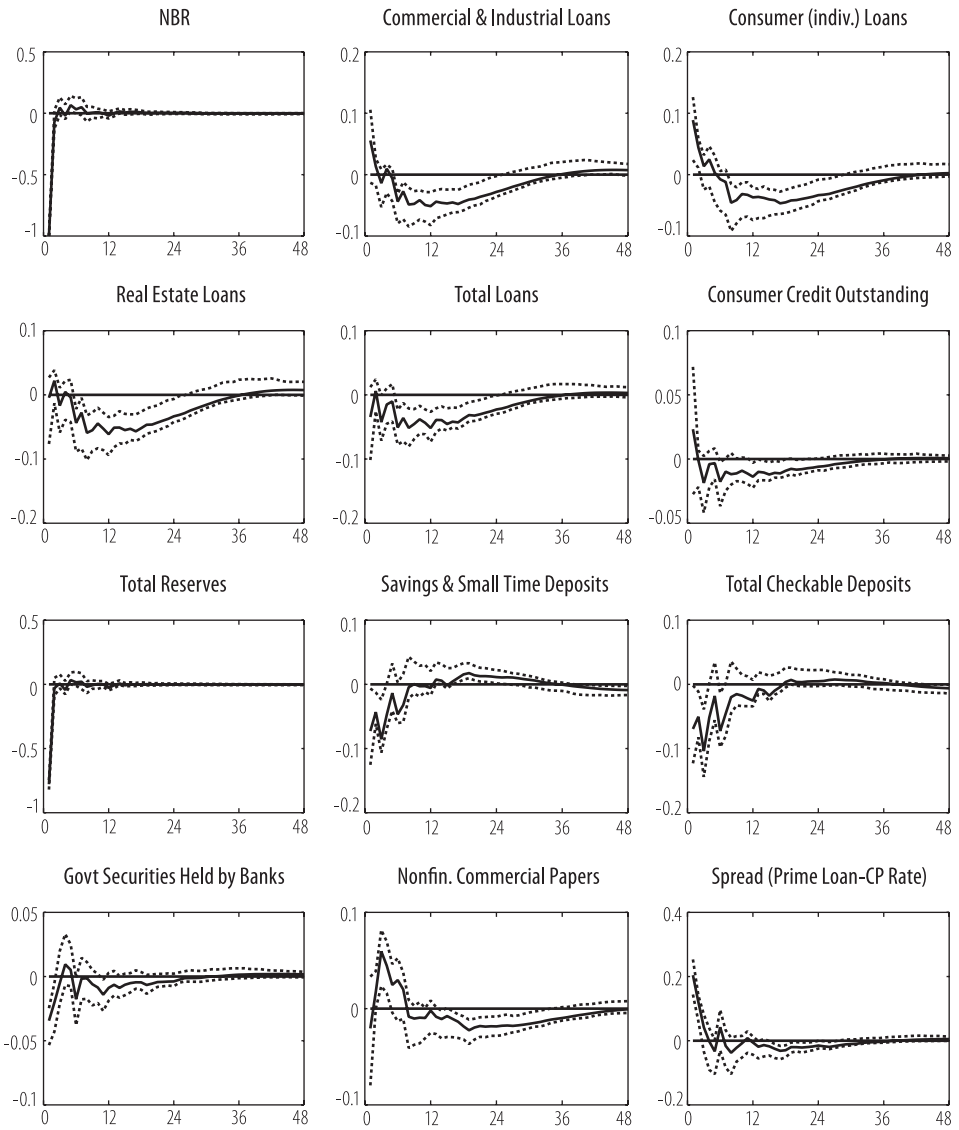 NBR
0.5
0
-0.5
-1
0 12 24 36 48
Commercial & Industrial Loans
0.2
0.1
0
-0.1
0 12 24 36 48
Consumer (indiv.) Loans
0.2
0.1
0
-0.1
0 12 24 36 48
Real Estate Loans
0.1
0
-0.1
-0.2
0 12 24 36 48
Total Loans
0.1
0
-0.1
-0.2
0 12 24 36 48
Consumer Credit Outstanding
0.1
0.05
0
-0.05
0 12 24 36 48
Total Reserves
0.5
0
-0.5
-1
0 12 24 36 48
Savings & Small Time Deposits
0.1
0
-0.1
-0.2
0 12 24 36 48
Total Checkable Deposits
0.1
0
-0.1
-0.2
0 12 24 36 48
Govt Securities Held by Banks
0.05
0
-0.05
-0.1
0 12 24 36 48
Nonfin. Commercial Papers
0.1
0
0.1
0 12 24 36 48
Spread (Prime Loan-CP Rate)
0.4
0.2
0
-0.2
0 12 24 36 48